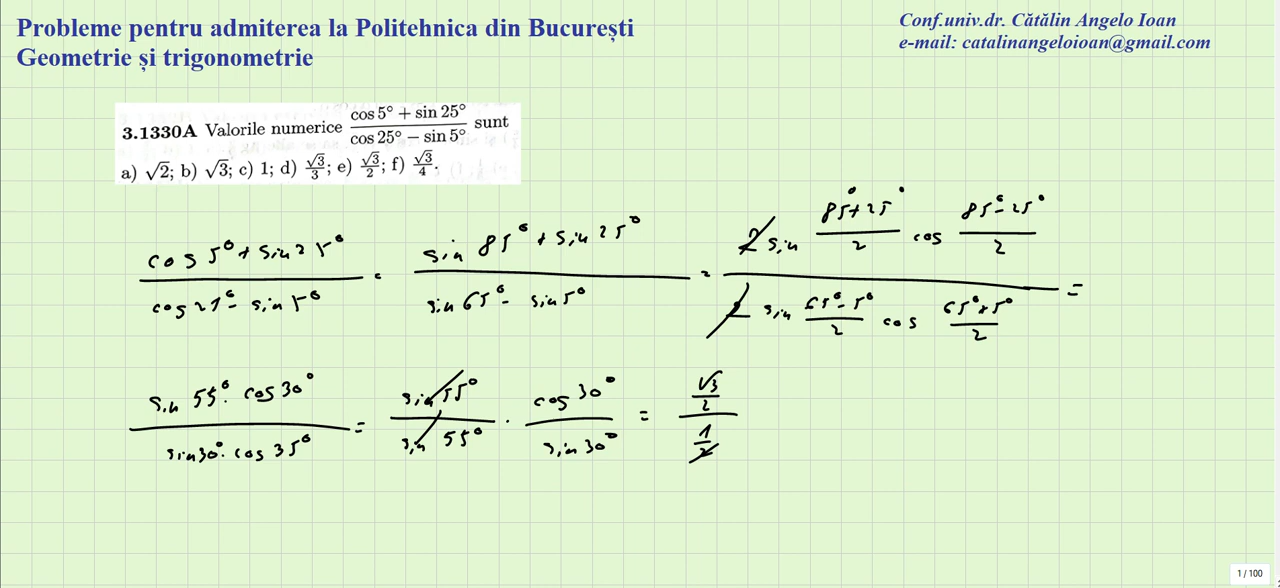 Probleme pentru admiterea la Politehnica din București
Geometrie și trigonometrie
Conf.univ.dr. Cătălin Angelo Ioan
e-mail: catalinangeloioan@gmail.com
3.1330A Valorile numerice (cos 5° + sin 25°)/(cos 25° − sin 5°) sunt
a) √2; b) √3; c) 1; d) √3/3; e) √3/2; f) √3/4.
(cos 5° + sin 25°)/(cos 25° − sin 5°) = (sin 85° + sin 25°)/(sin 65° − sin 5°) = (2 sin (85°+25°)/2 cos (85°−25°)/2)/(2 sin (65°−5°)/2 cos (65°+5°)/2) =
(sin 55° · cos 30°)/(sin 30° · cos 35°) = (sin 55°)/(sin 55°) · (cos 30°)/(sin 30°) = (√3/2)/(1/2)
1 / 100